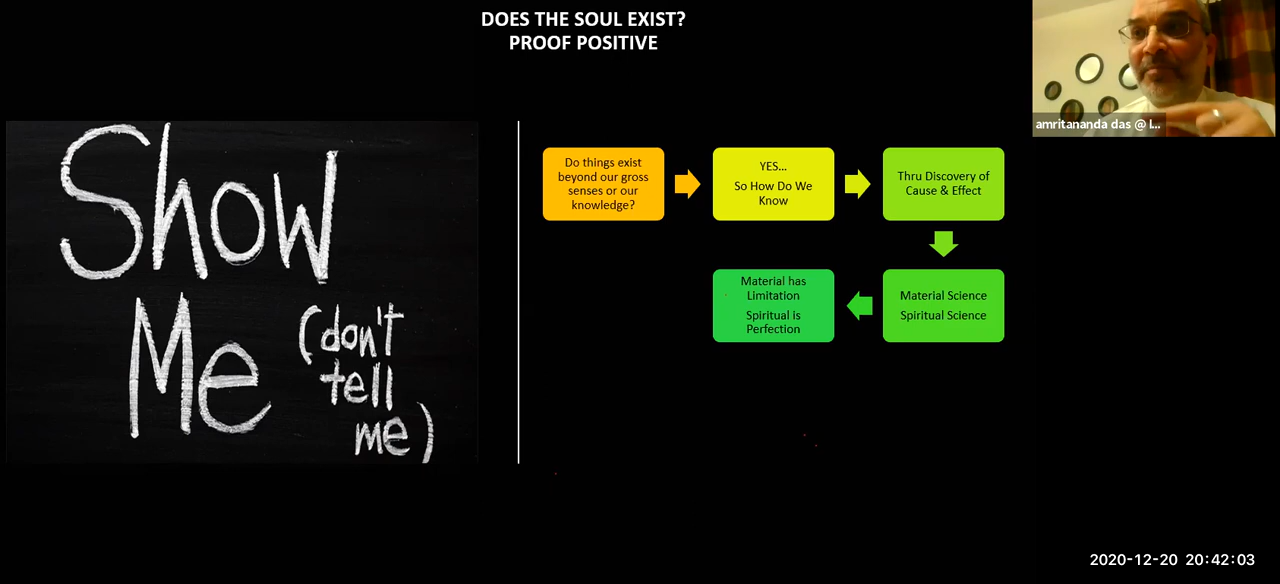 DOES THE SOUL EXIST?
PROOF POSITIVE
Show
Me
(don't
tell
me)
Do things exist
beyond our gross
senses or our
knowledge?
YES...
So How Do We
Know
Thru Discovery of
Cause & Effect
Material Science
Spiritual Science
Material has
Limitation
Spiritual is
Perfection
amritananda das @ I...
2020-12-20 20:42:03